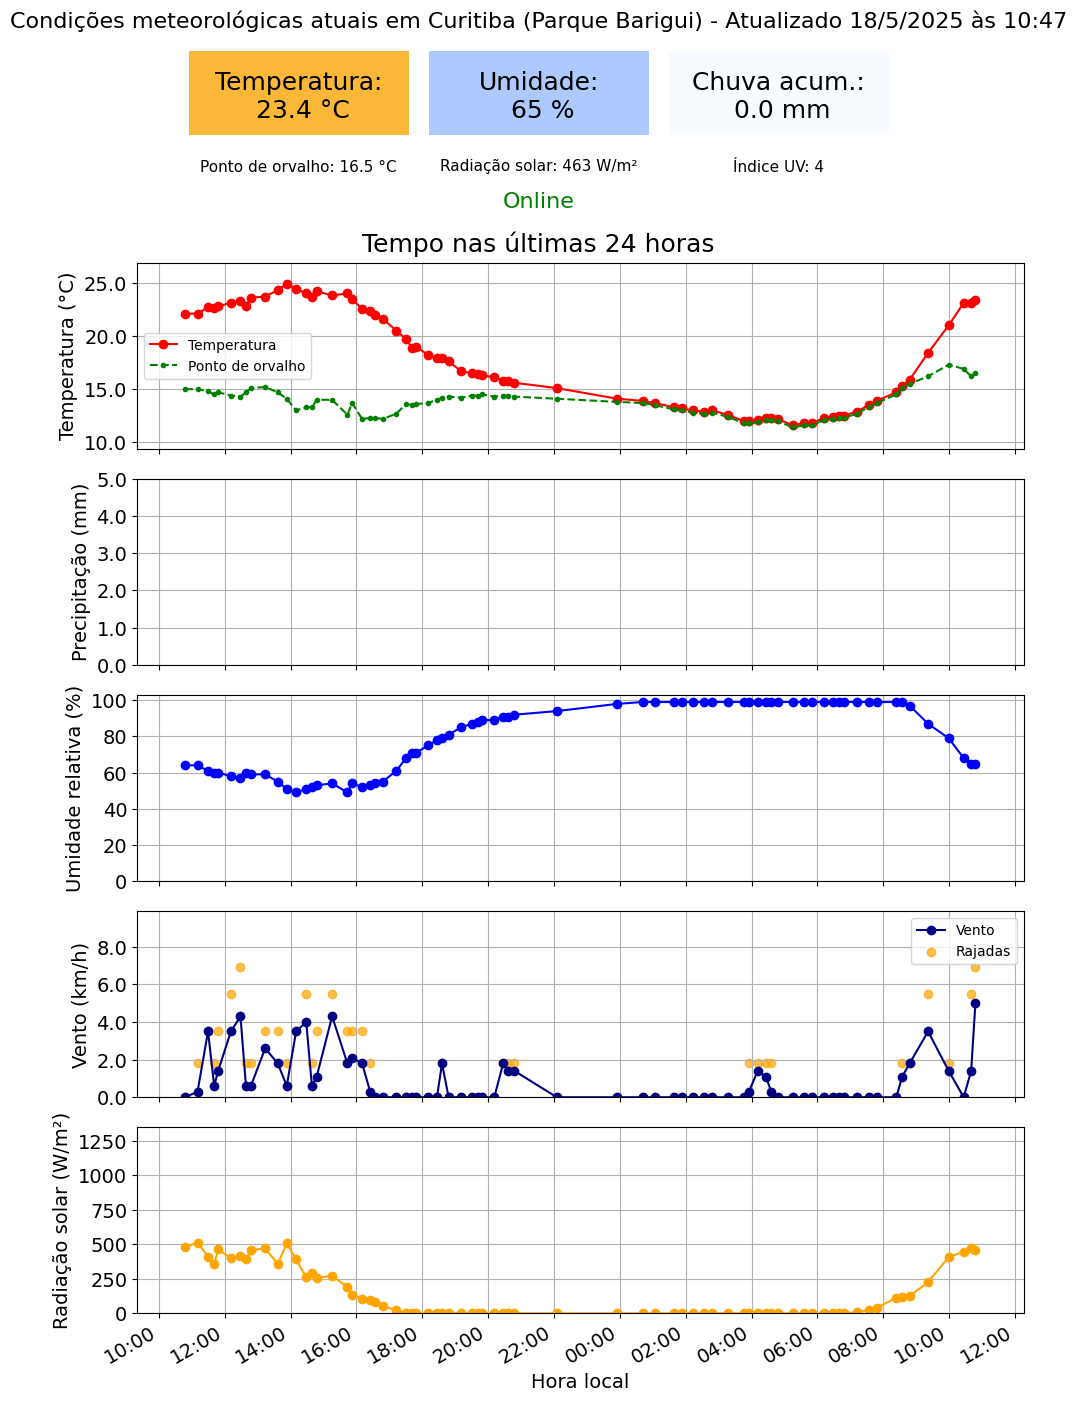 Condições meteorológicas atuais em Curitiba (Parque Barigui) - Atualizado 18/5/2025 às 10:47
Temperatura:
23.4 °C
Umidade:
65 %
Chuva acum.:
0.0 mm
Ponto de orvalho: 16.5 °C
Radiação solar: 463 W/m²
Índice UV: 4
Online
Tempo nas últimas 24 horas
Temperatura (°C)
25.0
20.0
15.0
10.0
Temperatura
Ponto de orvalho
Precipitação (mm)
5.0
4.0
3.0
2.0
1.0
0.0
Umidade relativa (%)
100
80
60
40
20
0
Vento (km/h)
8.0
6.0
4.0
2.0
0.0
Vento
Rajadas
Radiação solar (W/m²)
1250
1000
750
500
250
0
10:00
12:00
14:00
16:00
18:00
20:00
22:00
00:00
02:00
04:00
06:00
08:00
10:00
12:00
Hora local